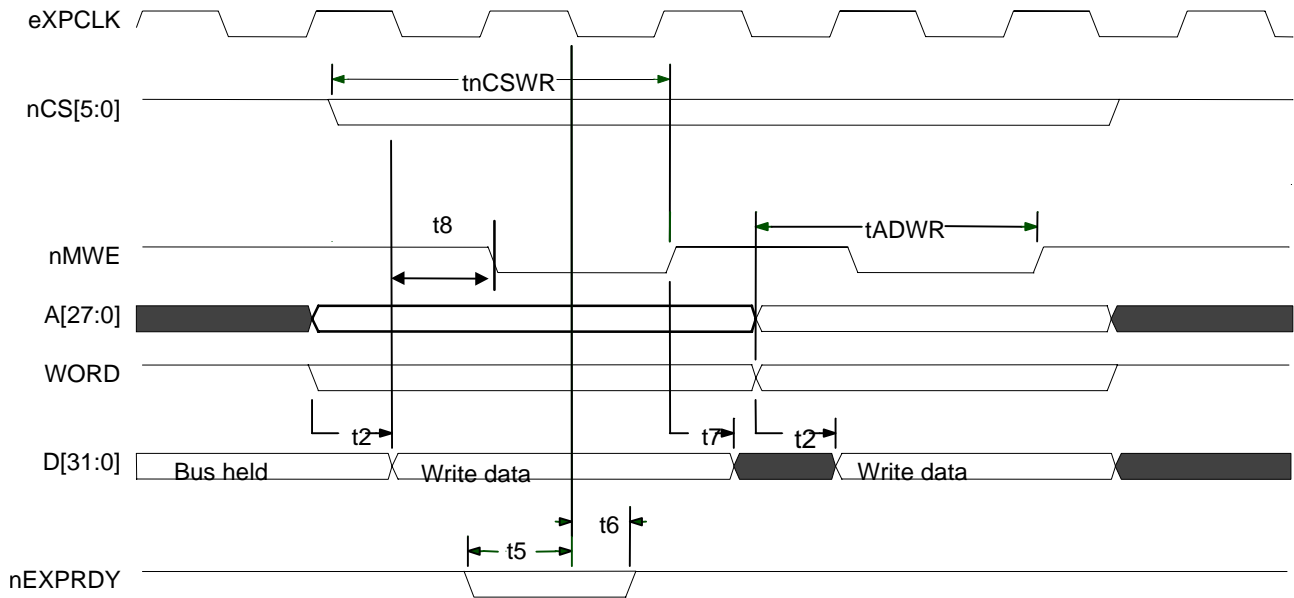 eXPCLK
tnCSWR
nCS[5:0]
t8
tADWR
nMWE
A[27:0]
WORD
t2
t7
t2
D[31:0]
Bus held
Write data
Write data
t6
t5
nEXPRDY